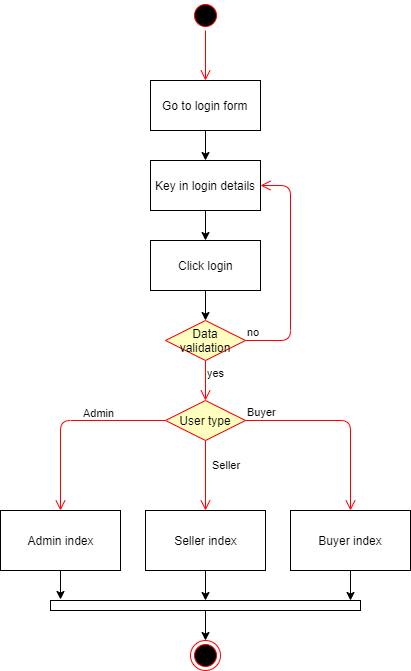 Go to login form
Key in login details
Click login
Data
validation
no
yes
Admin
User type
Buyer
Seller
Admin index
Seller index
Buyer index